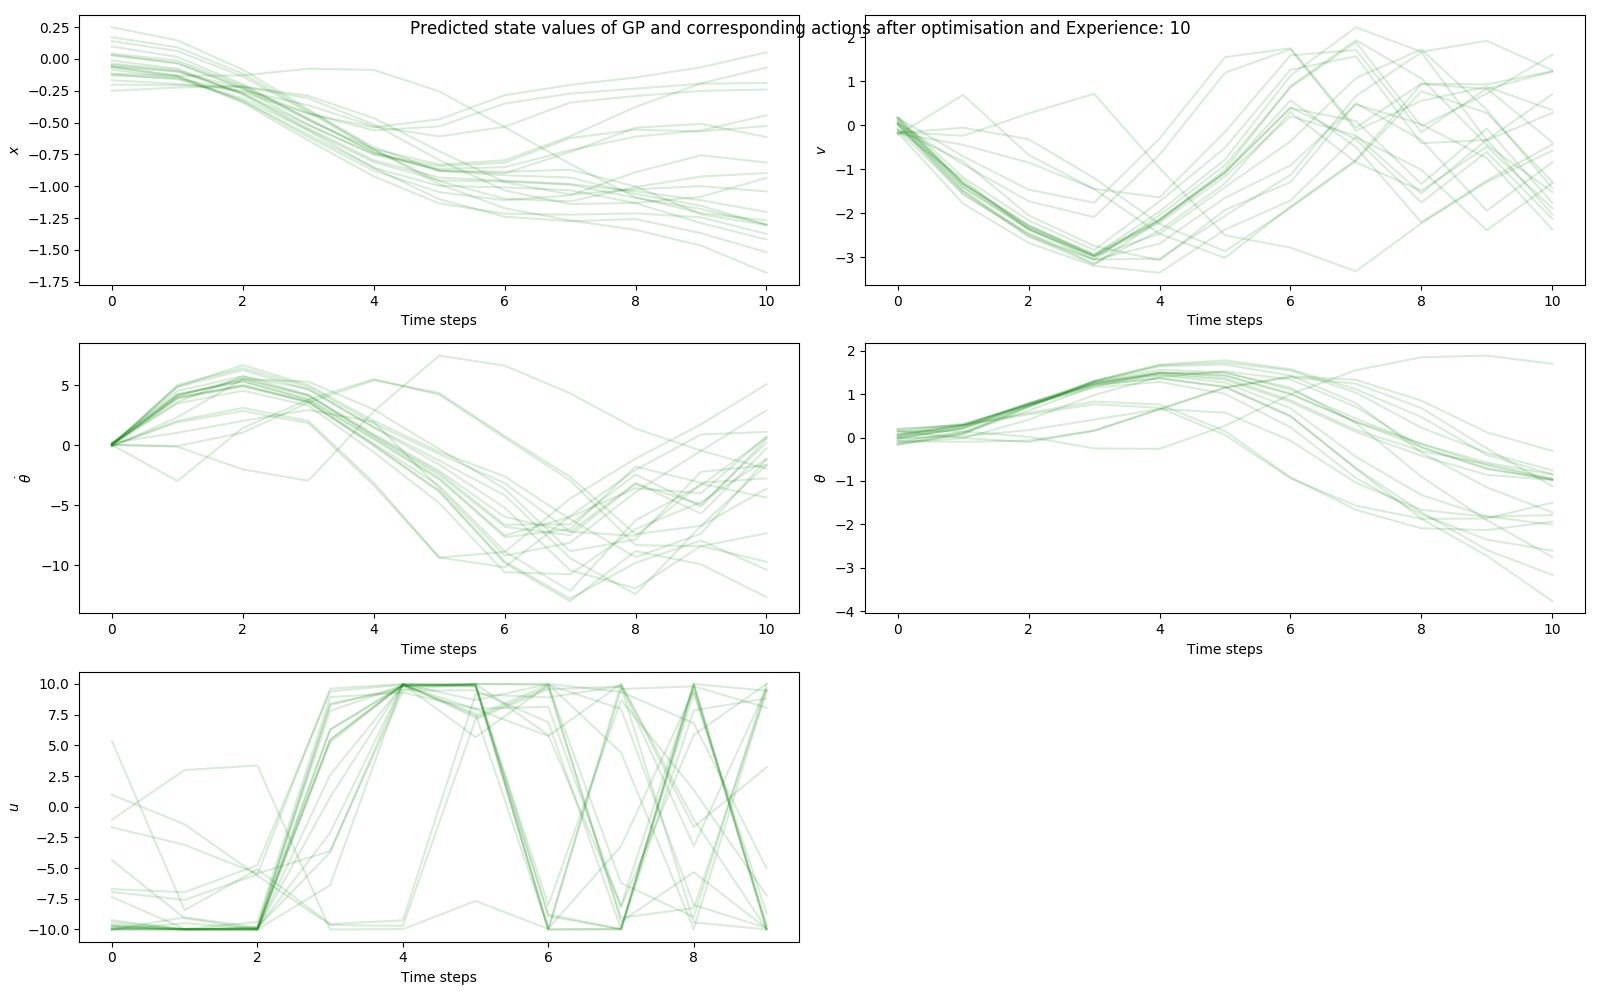 Predicted state values of GP and corresponding actions after optimisation and Experience: 10
0.25
0.00
−0.25
−0.50
−0.75
−1.00
−1.25
−1.50
−1.75
x
0 2 4 6 8 10
Time steps
2
1
0
−1
−2
−3
v
0 2 4 6 8 10
Time steps
5
0
−5
−10
θ̇
0 2 4 6 8 10
Time steps
2
1
0
−1
−2
−3
−4
θ
0 2 4 6 8 10
Time steps
10.0
7.5
5.0
2.5
0.0
−2.5
−5.0
−7.5
−10.0
u
0 2 4 6 8
Time steps